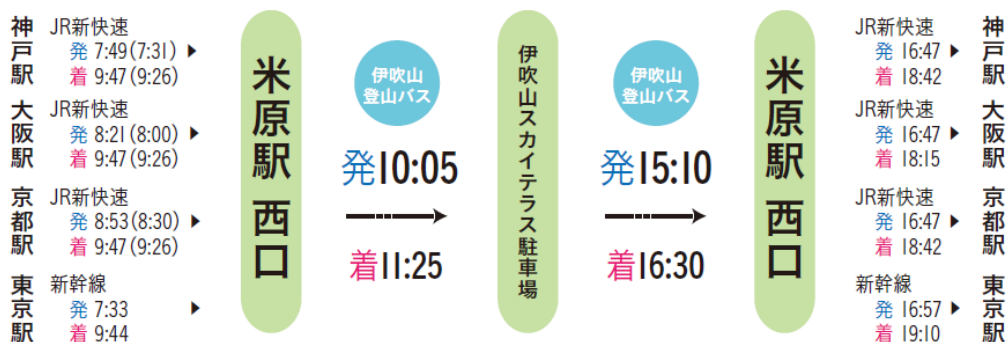 神戸駅
JR新快速
発 7:49(7:31) ▶
着 9:47(9:26)
大阪駅
JR新快速
発 8:21(8:00) ▶
着 9:47(9:26)
京都駅
JR新快速
発 8:53(8:30) ▶
着 9:47(9:26)
東京駅
新幹線
発 7:33 ▶
着 9:44
米原駅 西口
伊吹山
登山バス
発10:05
着11:25
伊吹山スカイテラス駐車場
伊吹山
登山バス
発15:10
着16:30
米原駅 西口
JR新快速
発 16:47 ▶
着 18:42
神戸駅
JR新快速
発 16:47 ▶
着 18:15
大阪駅
JR新快速
発 16:47 ▶
着 18:42
京都駅
新幹線
発 16:57 ▶
着 19:10
東京駅